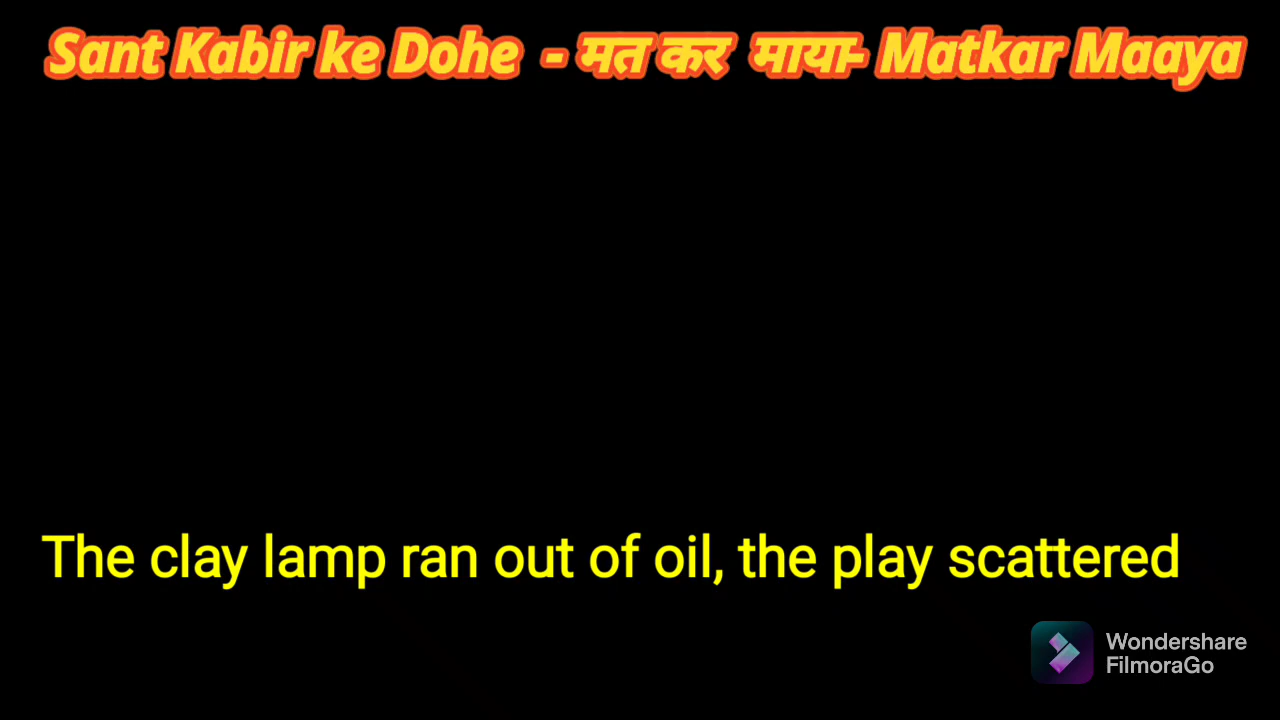 Sant Kabir ke Dohe - मत कर माया- Matkar Maaya
The clay lamp ran out of oil, the play scattered
Wondershare
FilmoraGo